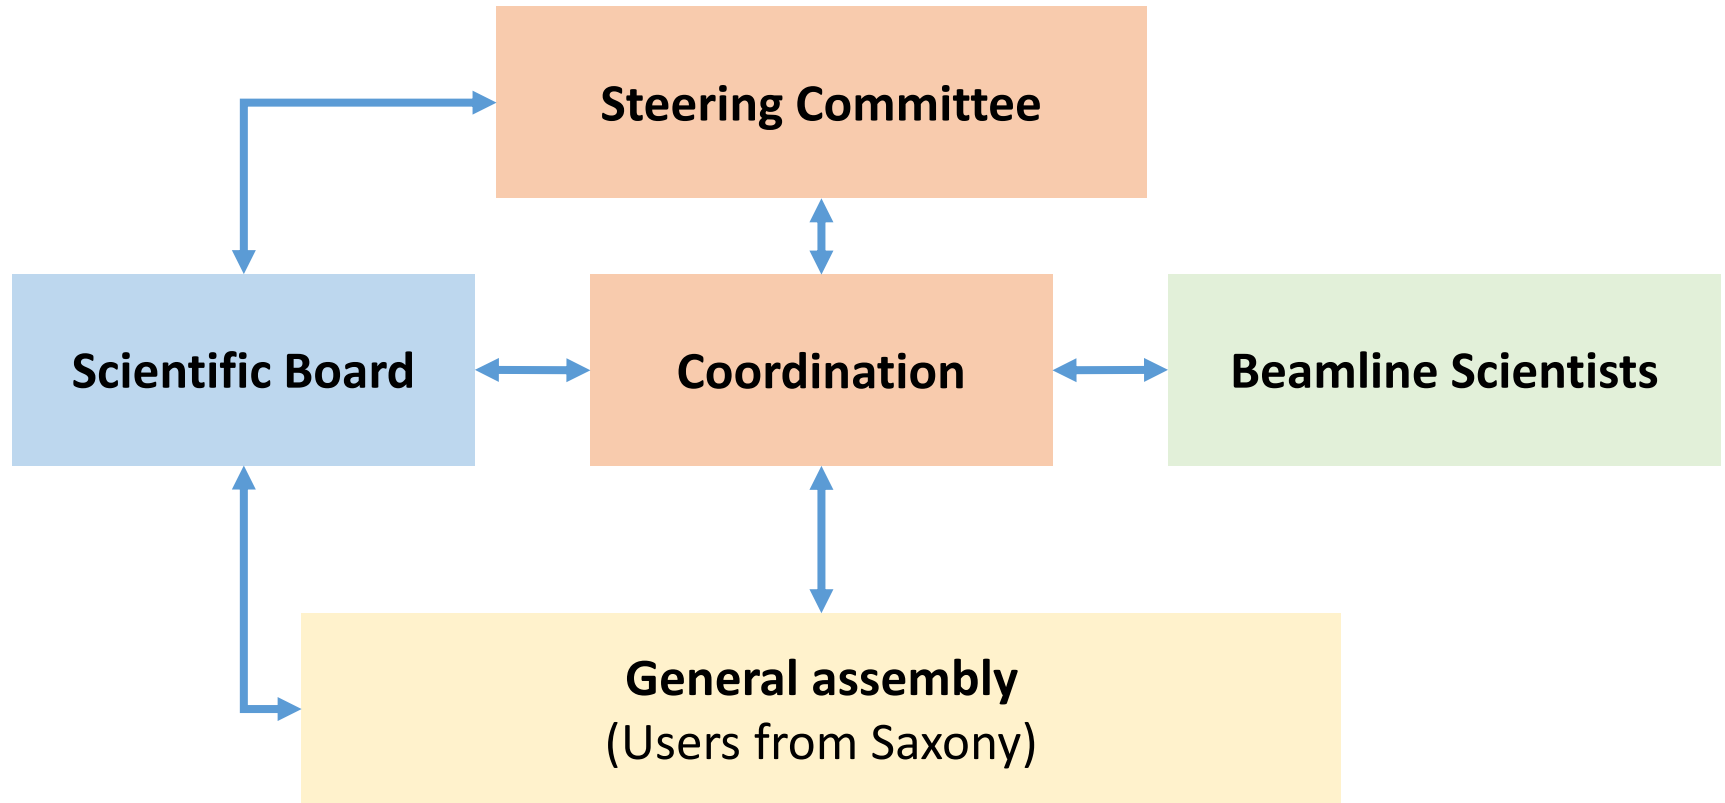 Steering Committee
Scientific Board
Coordination
Beamline Scientists
General assembly
(Users from Saxony)